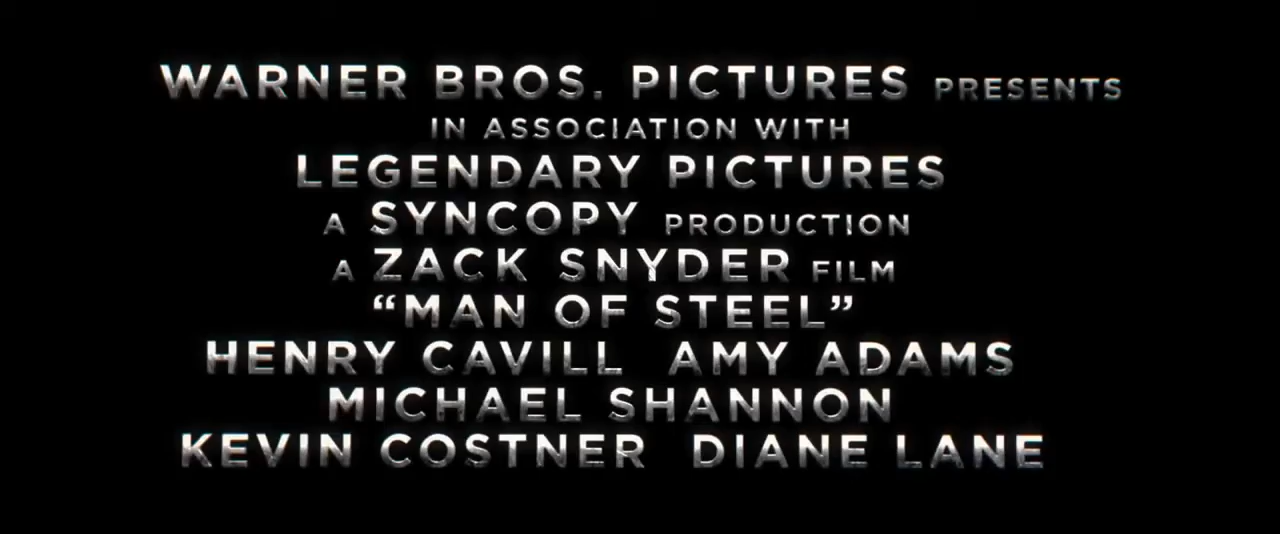 WARNER BROS. PICTURES PRESENTS
IN ASSOCIATION WITH
LEGENDARY PICTURES
A SYNCOPY PRODUCTION
A ZACK SNYDER FILM
“MAN OF STEEL”
HENRY CAVILL AMY ADAMS
MICHAEL SHANNON
KEVIN COSTNER DIANE LANE